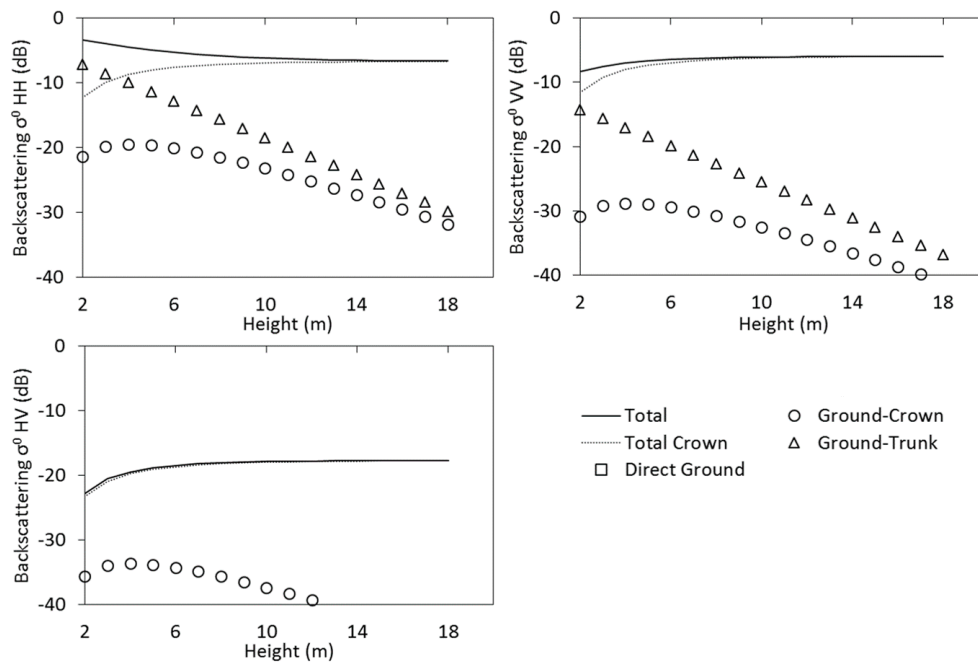 Backscattering σ⁰ HH (dB)
0
-10
-20
-30
-40
2 6 10 14 18
Height (m)
Backscattering σ⁰ VV (dB)
0
-10
-20
-30
-40
2 6 10 14 18
Height (m)
Backscattering σ⁰ HV (dB)
0
-10
-20
-30
-40
2 6 10 14 18
Height (m)
Total
Ground-Crown
Total Crown
Ground-Trunk
Direct Ground